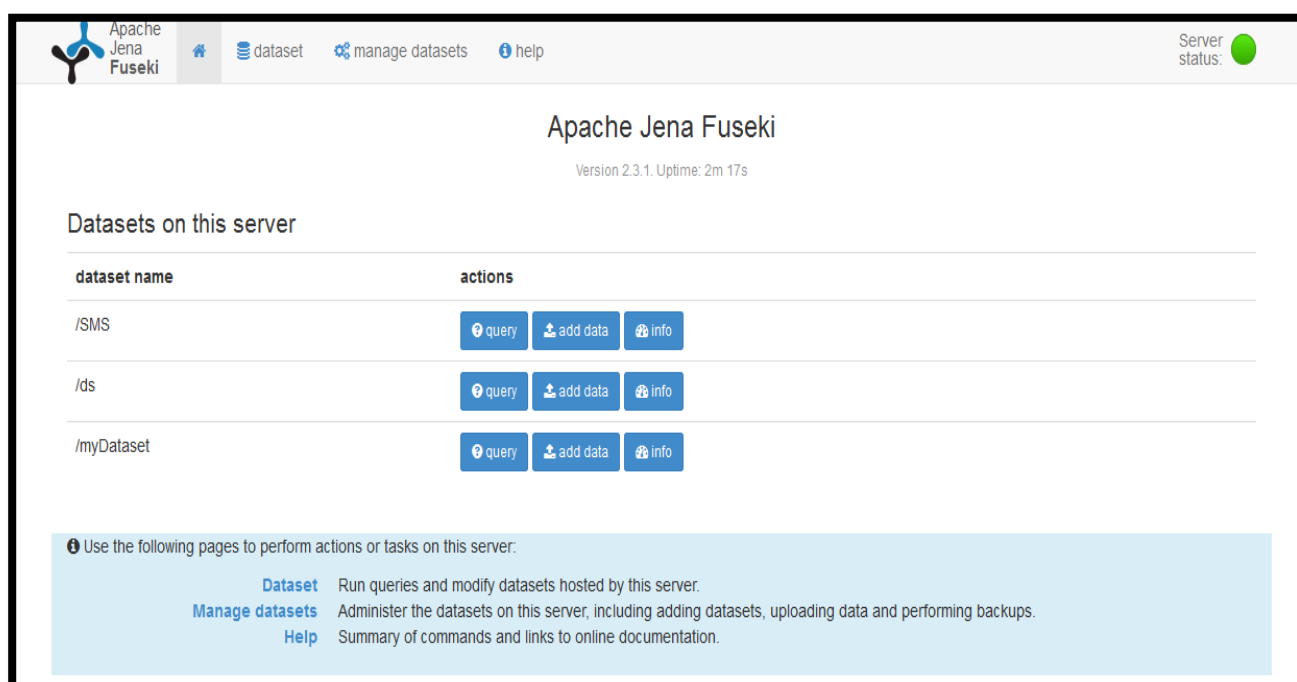 Apache
Jena
Fuseki
dataset
manage datasets
help
Server
status:
Apache Jena Fuseki
Version 2.3.1. Uptime: 2m 17s
Datasets on this server
dataset name actions
/SMS query add data info
/ds query add data info
/myDataset query add data info
Use the following pages to perform actions or tasks on this server:
Dataset Run queries and modify datasets hosted by this server.
Manage datasets Administer the datasets on this server, including adding datasets, uploading data and performing backups.
Help Summary of commands and links to online documentation.